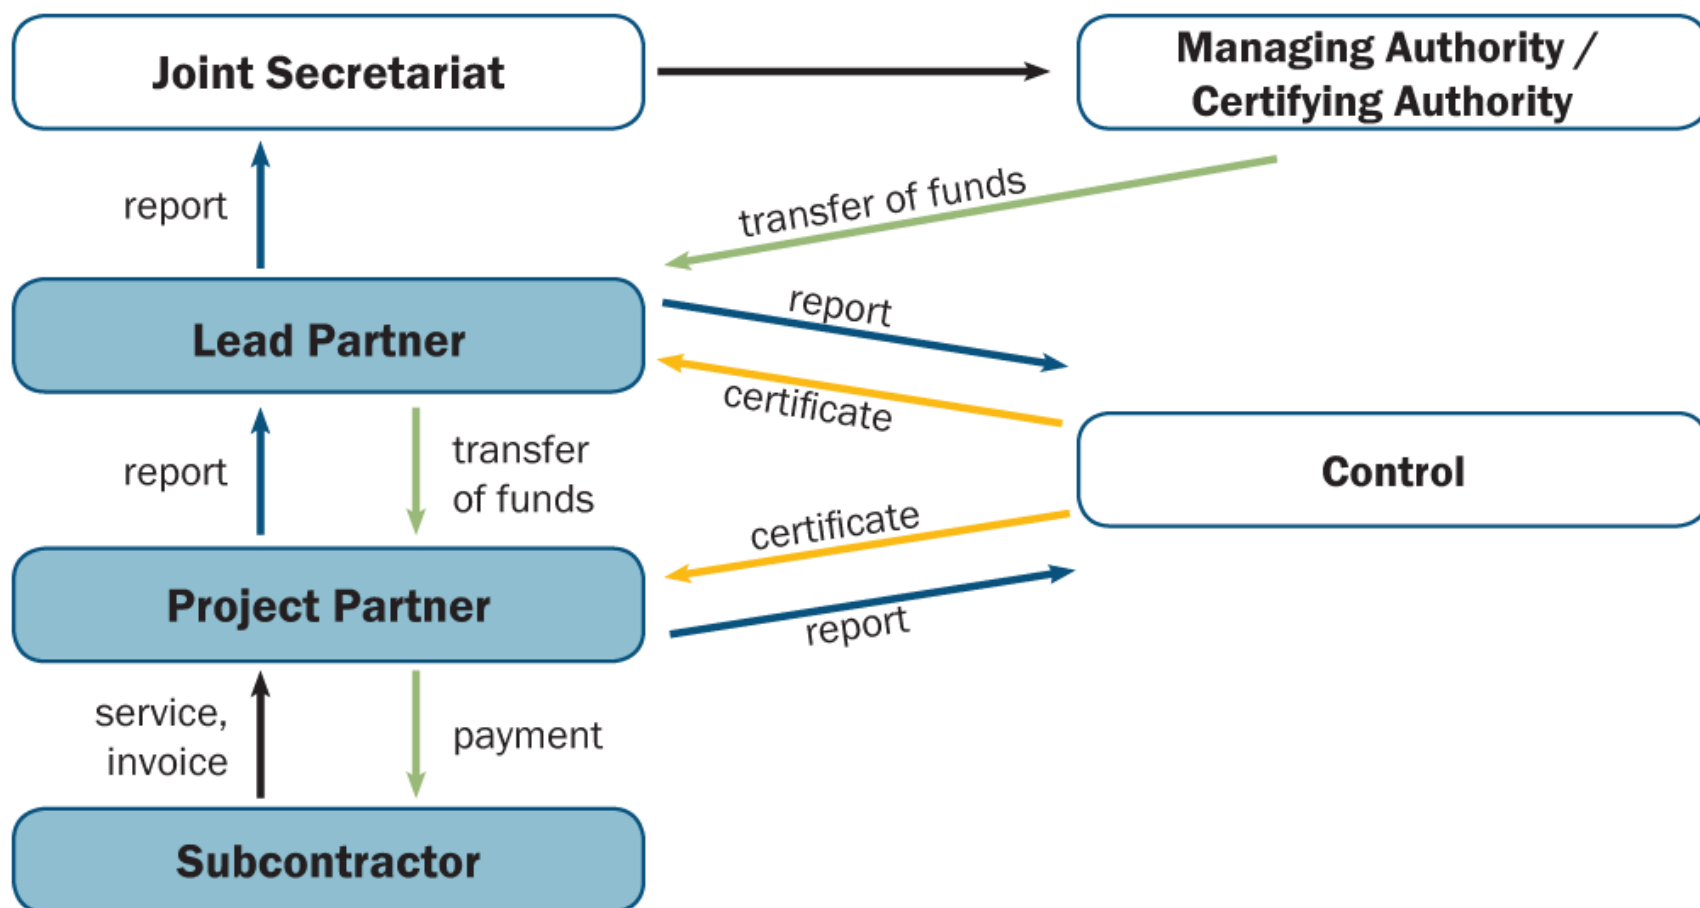 Joint Secretariat
Managing Authority /
Certifying Authority
report
transfer of funds
Lead Partner
report
certificate
report
transfer
of funds
Control
certificate
Project Partner
report
service,
invoice
payment
Subcontractor